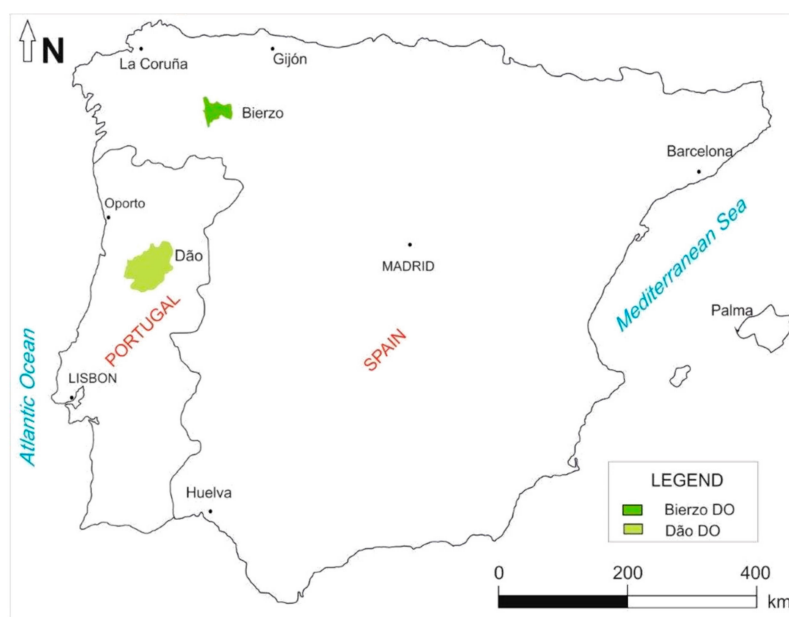 N
La Coruña
Gijón
Bierzo
Barcelona
Oporto
Dão
MADRID
Mediterranean Sea
Palma
PORTUGAL
SPAIN
Atlantic Ocean
LISBON
Huelva
LEGEND
Bierzo DO
Dão DO
0 200 400
km